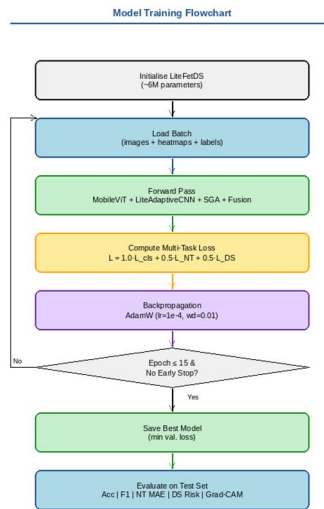 Model Training Flowchart
Initialise LiteFetDS
(~6M parameters)
Load Batch
(images + heatmaps + labels)
Forward Pass
MobileViT + LiteAdaptiveCNN + SGA + Fusion
Compute Multi-Task Loss
L = 1.0·L_cls + 0.5·L_NT + 0.5·L_DS
Backpropagation
AdamW (lr=1e-4, wd=0.01)
Epoch ≤ 15 &
No Early Stop?
No
Yes
Save Best Model
(min val. loss)
Evaluate on Test Set
Acc | F1 | NT MAE | DS Risk | Grad-CAM